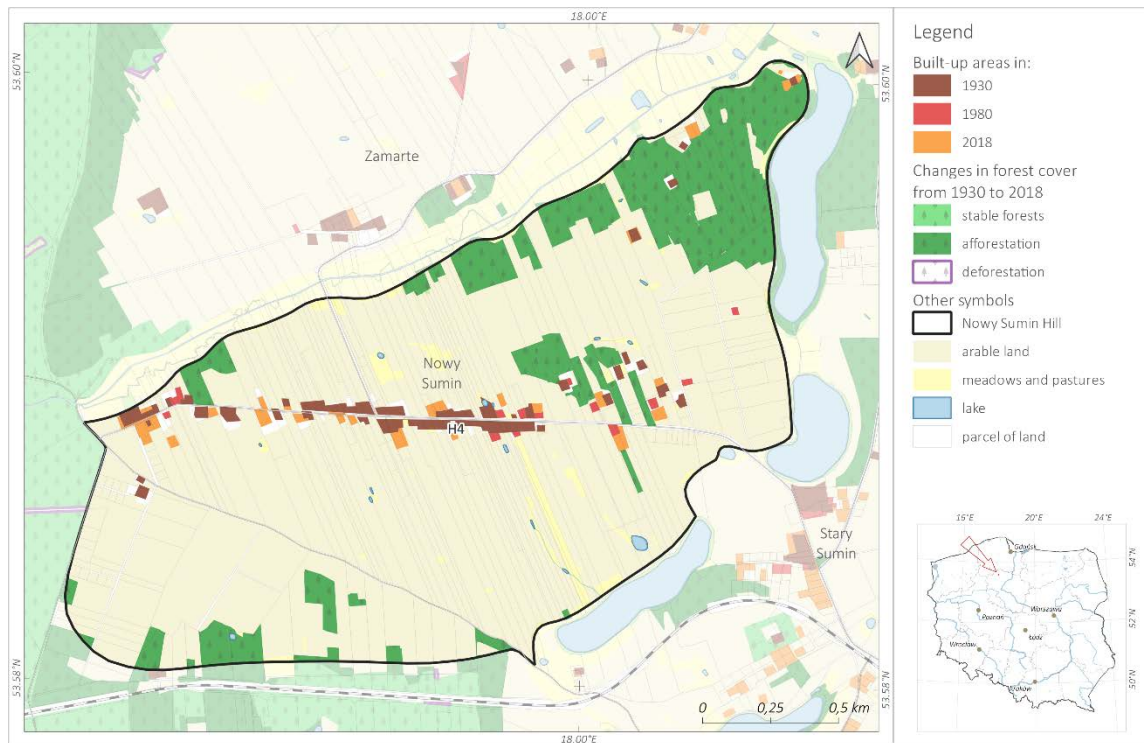 18.00°E
53.60°N
53.60°N
Zamarte
Nowy
Sumin
H4
Stary
Sumin
53.58°N
53.58°N
0 0,25 0,5 km
18.00°E
Legend
Built-up areas in:
1930
1980
2018
Changes in forest cover
from 1930 to 2018
stable forests
afforestation
deforestation
Other symbols
Nowy Sumin Hill
arable land
meadows and pastures
lake
parcel of land
16°E 20°E 24°E
Gdańsk
54°N
Poznań
Warszawa
52°N
Łódź
Wrocław
Kraków
50°N